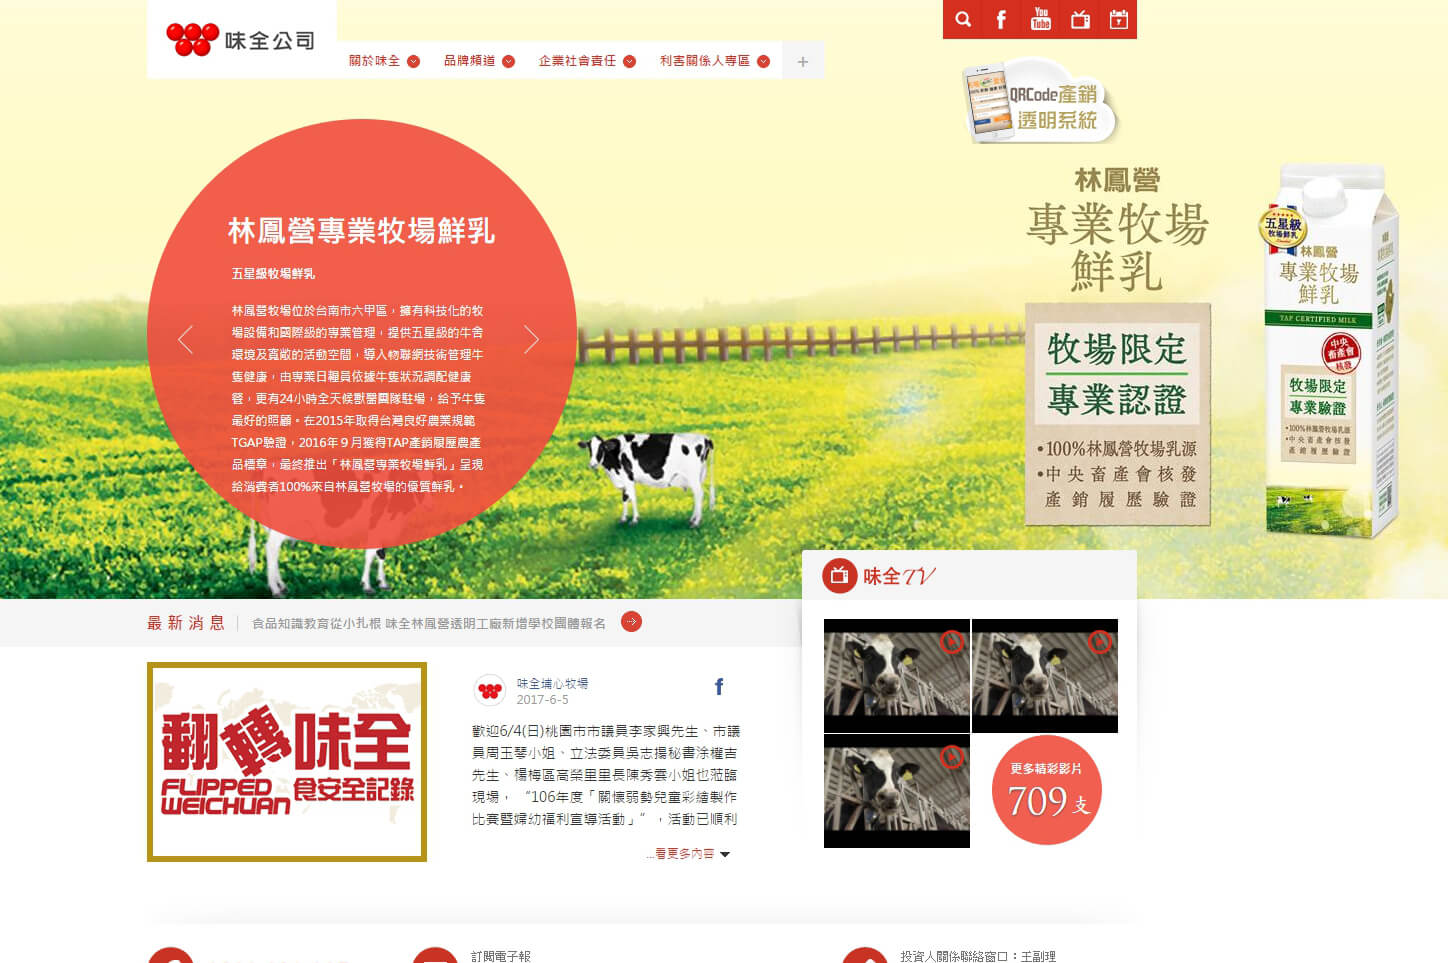 味全公司
關於味全
品牌頻道
企業社會責任
利害關係人專區
+
You
Tube
QRCode產銷
透明系統
林鳳營專業牧場鮮乳
五星級牧場鮮乳
林鳳營牧場位於台南市六甲區，擁有科技化的牧
場設備和國際級的專業管理，提供五星級的牛舍
環境及寬敞的活動空間，導入物聯網技術管理牛
隻健康，由專業日糧員依據牛隻狀況調配健康
餐，更有24小時全天候獸醫團隊駐場，給予牛隻
最好的照顧。在2015年取得台灣良好農業規範
TGAP驗證，2016年９月獲得TAP產銷履歷農產
品標章，最終推出「林鳳營專業牧場鮮乳」呈現
給消費者100%來自林鳳營牧場的優質鮮乳。
林鳳營
專業牧場
鮮乳
牧場限定
專業認證
•100%林鳳營牧場乳源
•中央畜產會核發
產銷履歷驗證
五星級
牧場鮮乳
林鳳營
專業牧場
鮮乳
TAP CERTIFIED MILK
中央
畜產會
核發
牧場限定
專業驗證
•100%林鳳營牧場乳源
•中央畜產會核發
產銷履歷驗證
味全TV
最新消息
食品知識教育從小扎根 味全林鳳營透明工廠新增學校團體報名
翻轉味全
FLIPPED
WEICHUAN
食安全記錄
味全埔心牧場
2017-6-5
歡迎6/4(日)桃園市市議員李家興先生、市議
員周玉琴小姐、立法委員吳志揚秘書涂權吉
先生、楊梅區高榮里里長陳秀雲小姐也蒞臨
現場， “106年度「關懷弱勢兒童彩繪製作
比賽暨婦幼福利宣導活動」”，活動已順利
...看更多內容
更多精彩影片
709 支
訂閱電子報
投資人關係聯絡窗口：王副理